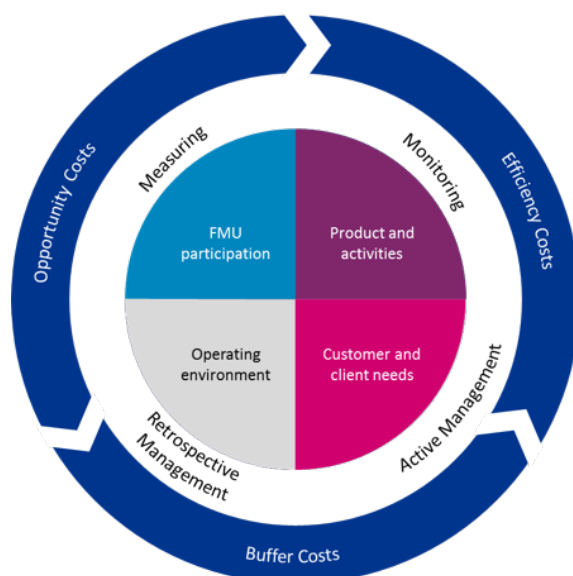 Opportunity Costs
Efficiency Costs
Buffer Costs
Measuring
Monitoring
Active Management
Retrospective
Management
FMU
participation
Product and
activities
Operating
environment
Customer and
client needs